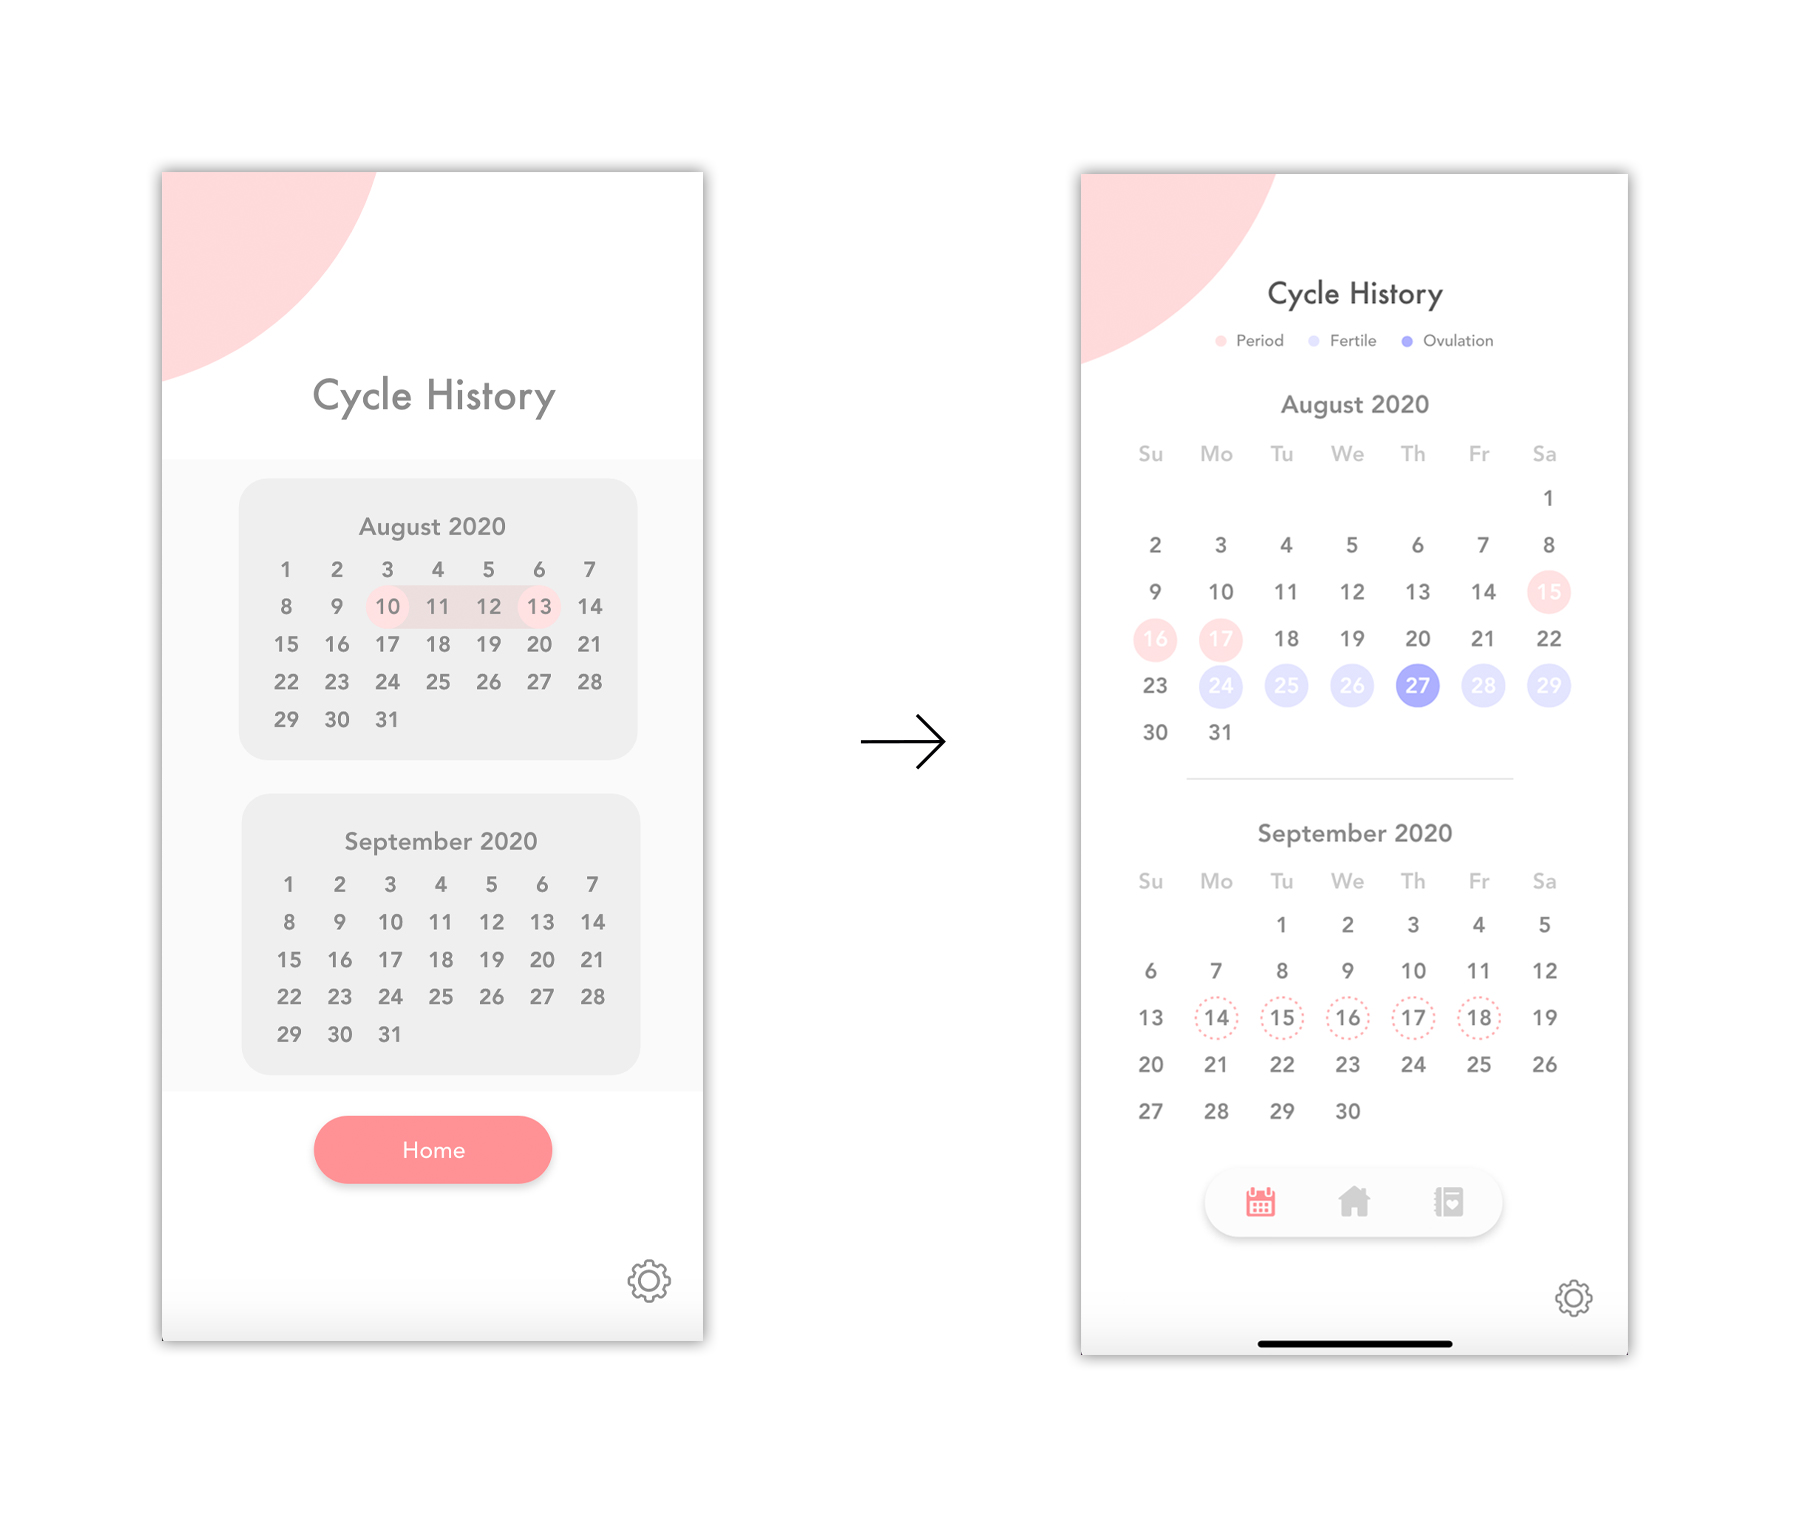 Cycle History
August 2020
1 2 3 4 5 6 7
8 9 10 11 12 13 14
15 16 17 18 19 20 21
22 23 24 25 26 27 28
29 30 31
September 2020
1 2 3 4 5 6 7
8 9 10 11 12 13 14
15 16 17 18 19 20 21
22 23 24 25 26 27 28
29 30 31
Home
Cycle History
Period Fertile Ovulation
August 2020
Su Mo Tu We Th Fr Sa
1
2 3 4 5 6 7 8
9 10 11 12 13 14 15
16 17 18 19 20 21 22
23 24 25 26 27 28 29
30 31
September 2020
Su Mo Tu We Th Fr Sa
1 2 3 4 5
6 7 8 9 10 11 12
13 14 15 16 17 18 19
20 21 22 23 24 25 26
27 28 29 30